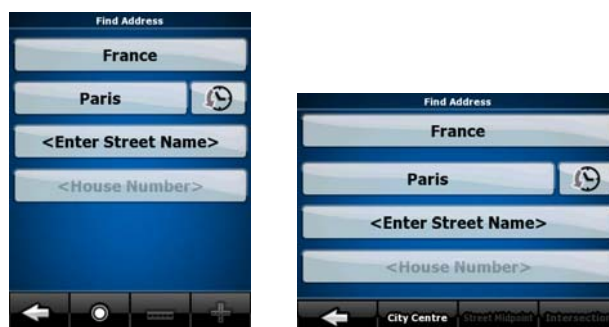 Find Address
France
Paris
<Enter Street Name>
<House Number>
Find Address
France
Paris
<Enter Street Name>
<House Number>
City Centre Street Midpoint Intersection